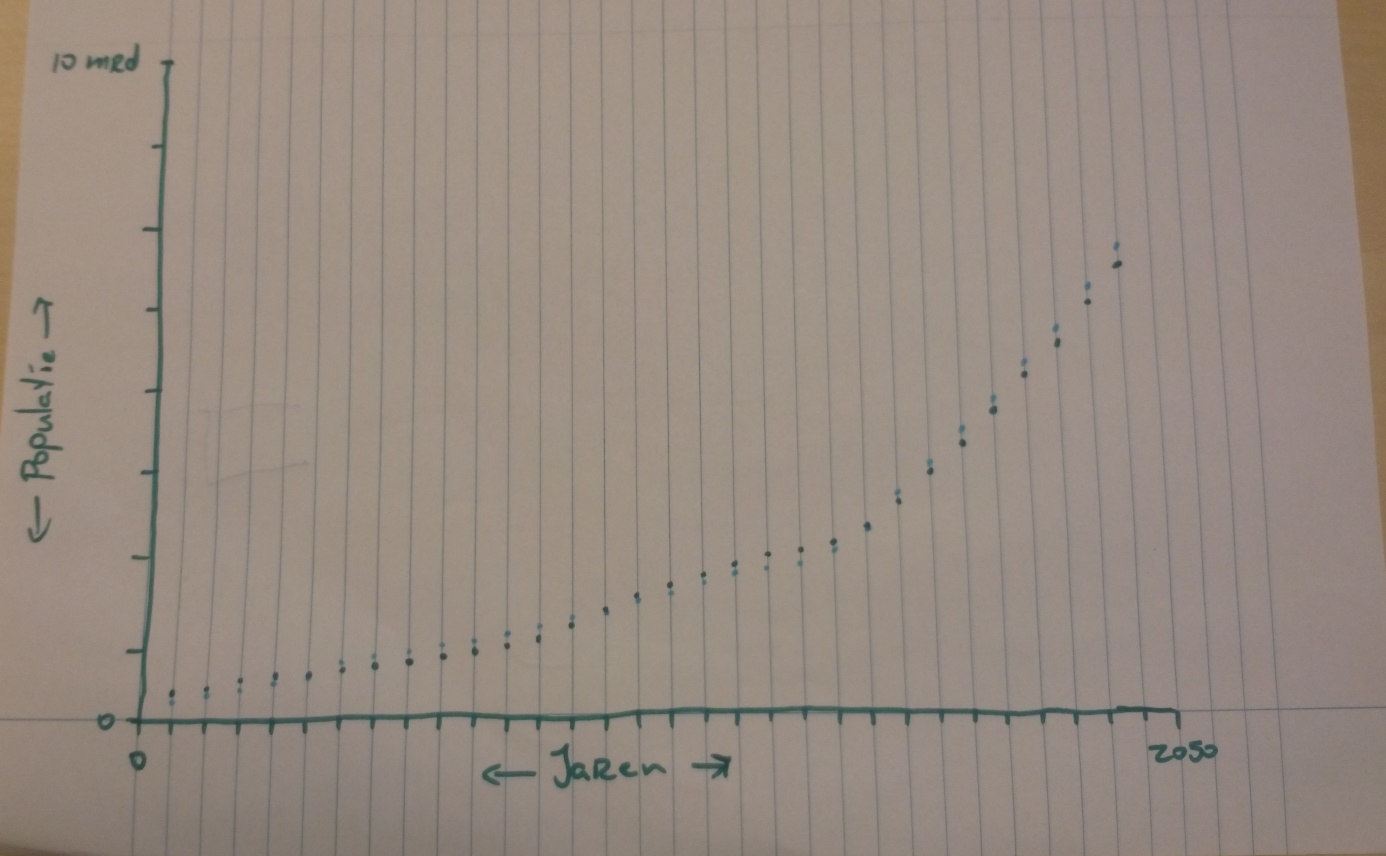 10 mrd
← Populatie →
0
0
← Jaren →
2050